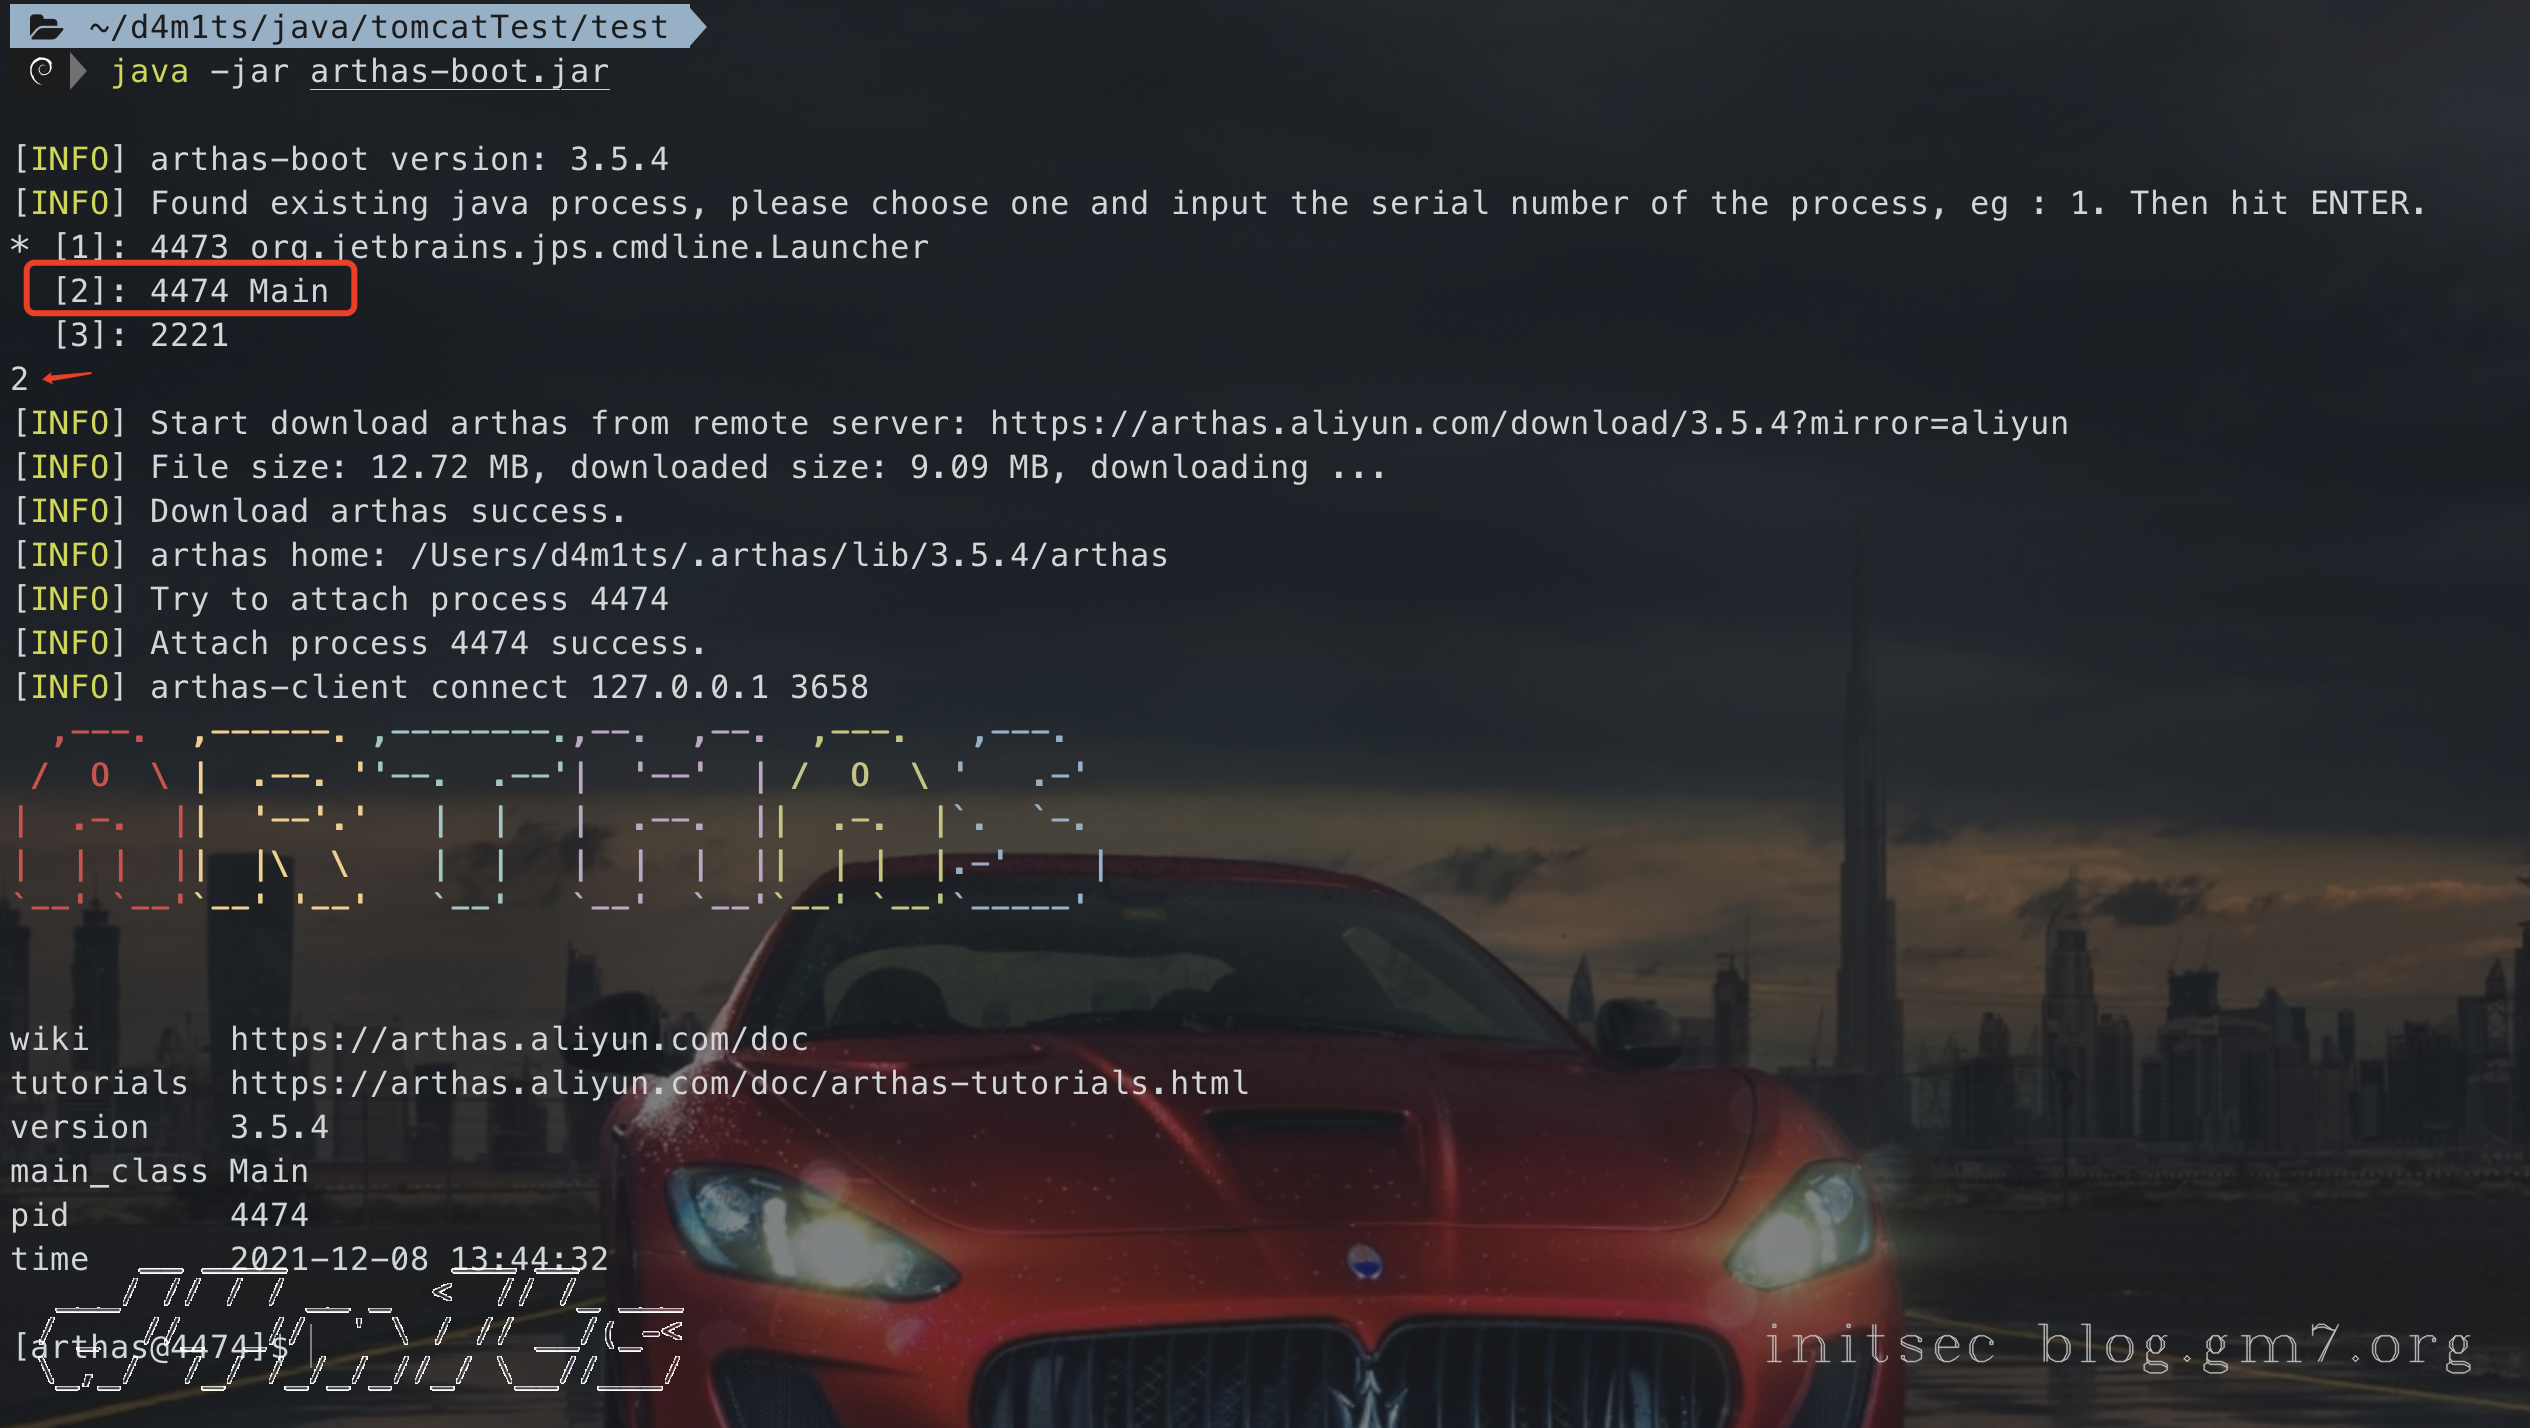 ~/d4m1ts/java/tomcatTest/test
java -jar arthas-boot.jar
[INFO] arthas-boot version: 3.5.4
[INFO] Found existing java process, please choose one and input the serial number of the process, eg : 1. Then hit ENTER.
* [1]: 4473 org.jetbrains.jps.cmdline.Launcher
[2]: 4474 Main
[3]: 2221
2
[INFO] Start download arthas from remote server: https://arthas.aliyun.com/download/3.5.4?mirror=aliyun
[INFO] File size: 12.72 MB, downloaded size: 9.09 MB, downloading ...
[INFO] Download arthas success.
[INFO] arthas home: /Users/d4m1ts/.arthas/lib/3.5.4/arthas
[INFO] Try to attach process 4474
[INFO] Attach process 4474 success.
[INFO] arthas-client connect 127.0.0.1 3658
ARTHAS
wiki https://arthas.aliyun.com/doc
tutorials https://arthas.aliyun.com/doc/arthas-tutorials.html
version 3.5.4
main_class Main
pid 4474
time 2021-12-08 13:44:32
[arthas@4474]$
d4m1ts
initsec blog.gm7.org